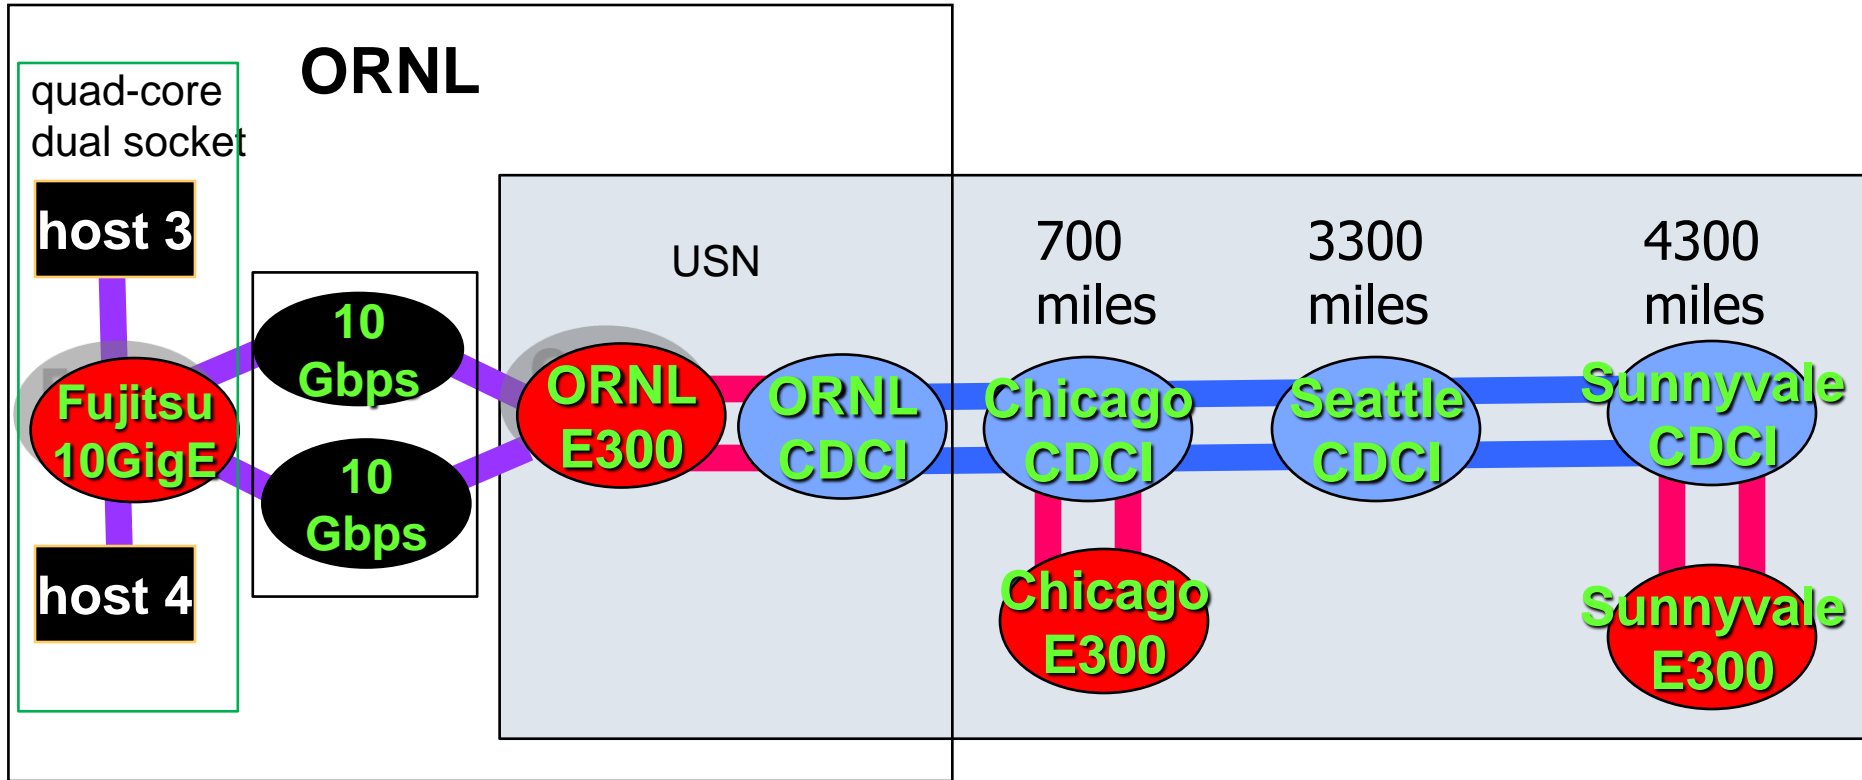 ORNL
quad-core
dual socket
host 3
Fujitsu
10GigE
host 4
10
Gbps
10
Gbps
USN
ORNL
E300
ORNL
CDCI
700
miles
3300
miles
4300
miles
Chicago
CDCI
Seattle
CDCI
Sunnyvale
CDCI
Chicago
E300
Sunnyvale
E300